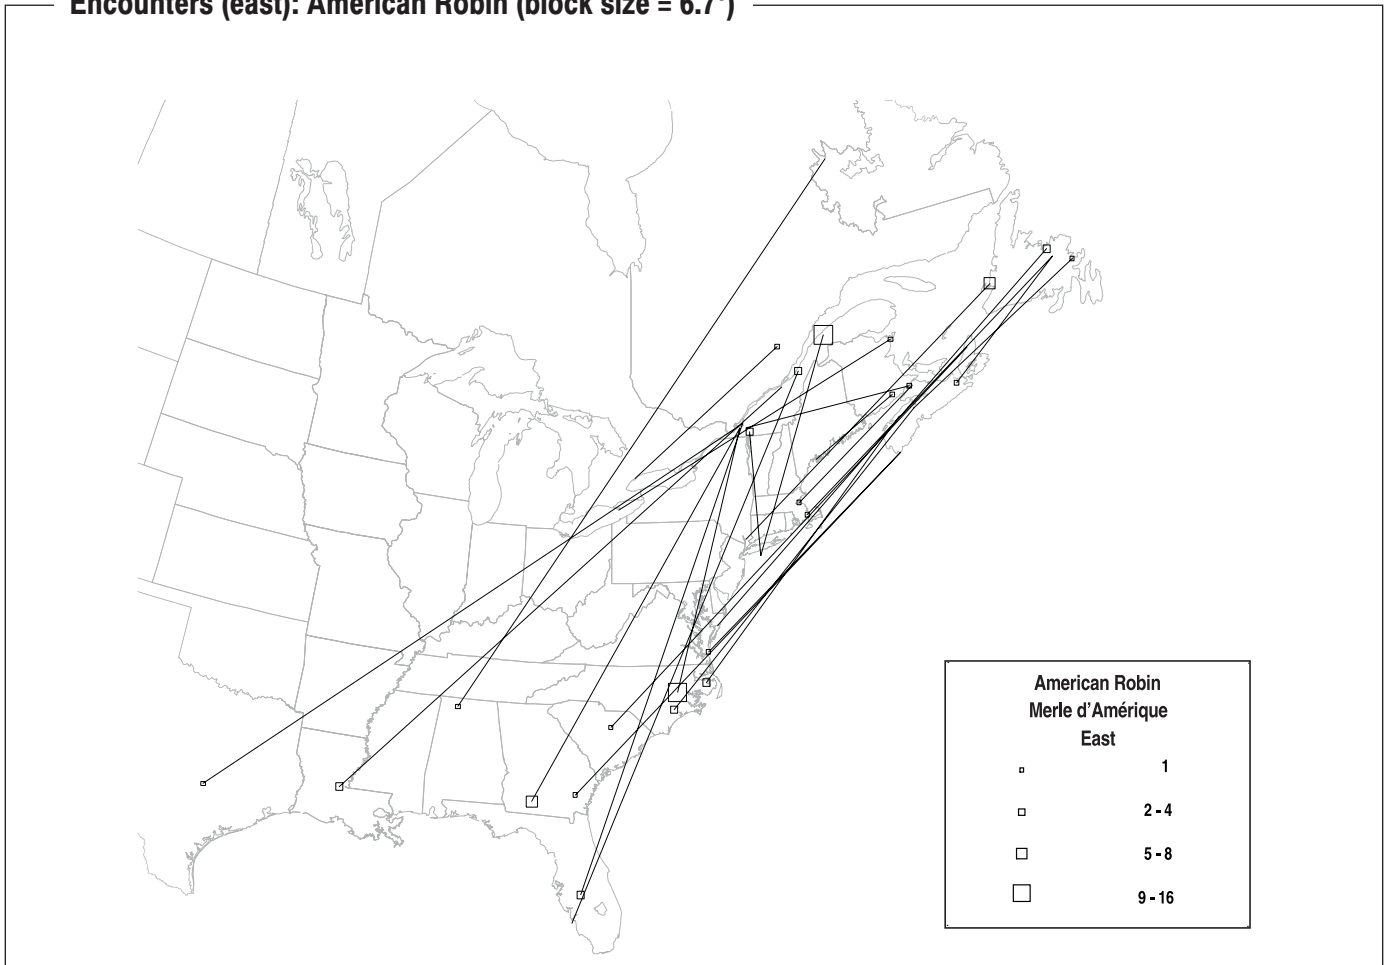 Encounters (east): American Robin (block size = 6.7°)
American Robin
Merle d'Amérique
East
1
2 - 4
5 - 8
9 - 16